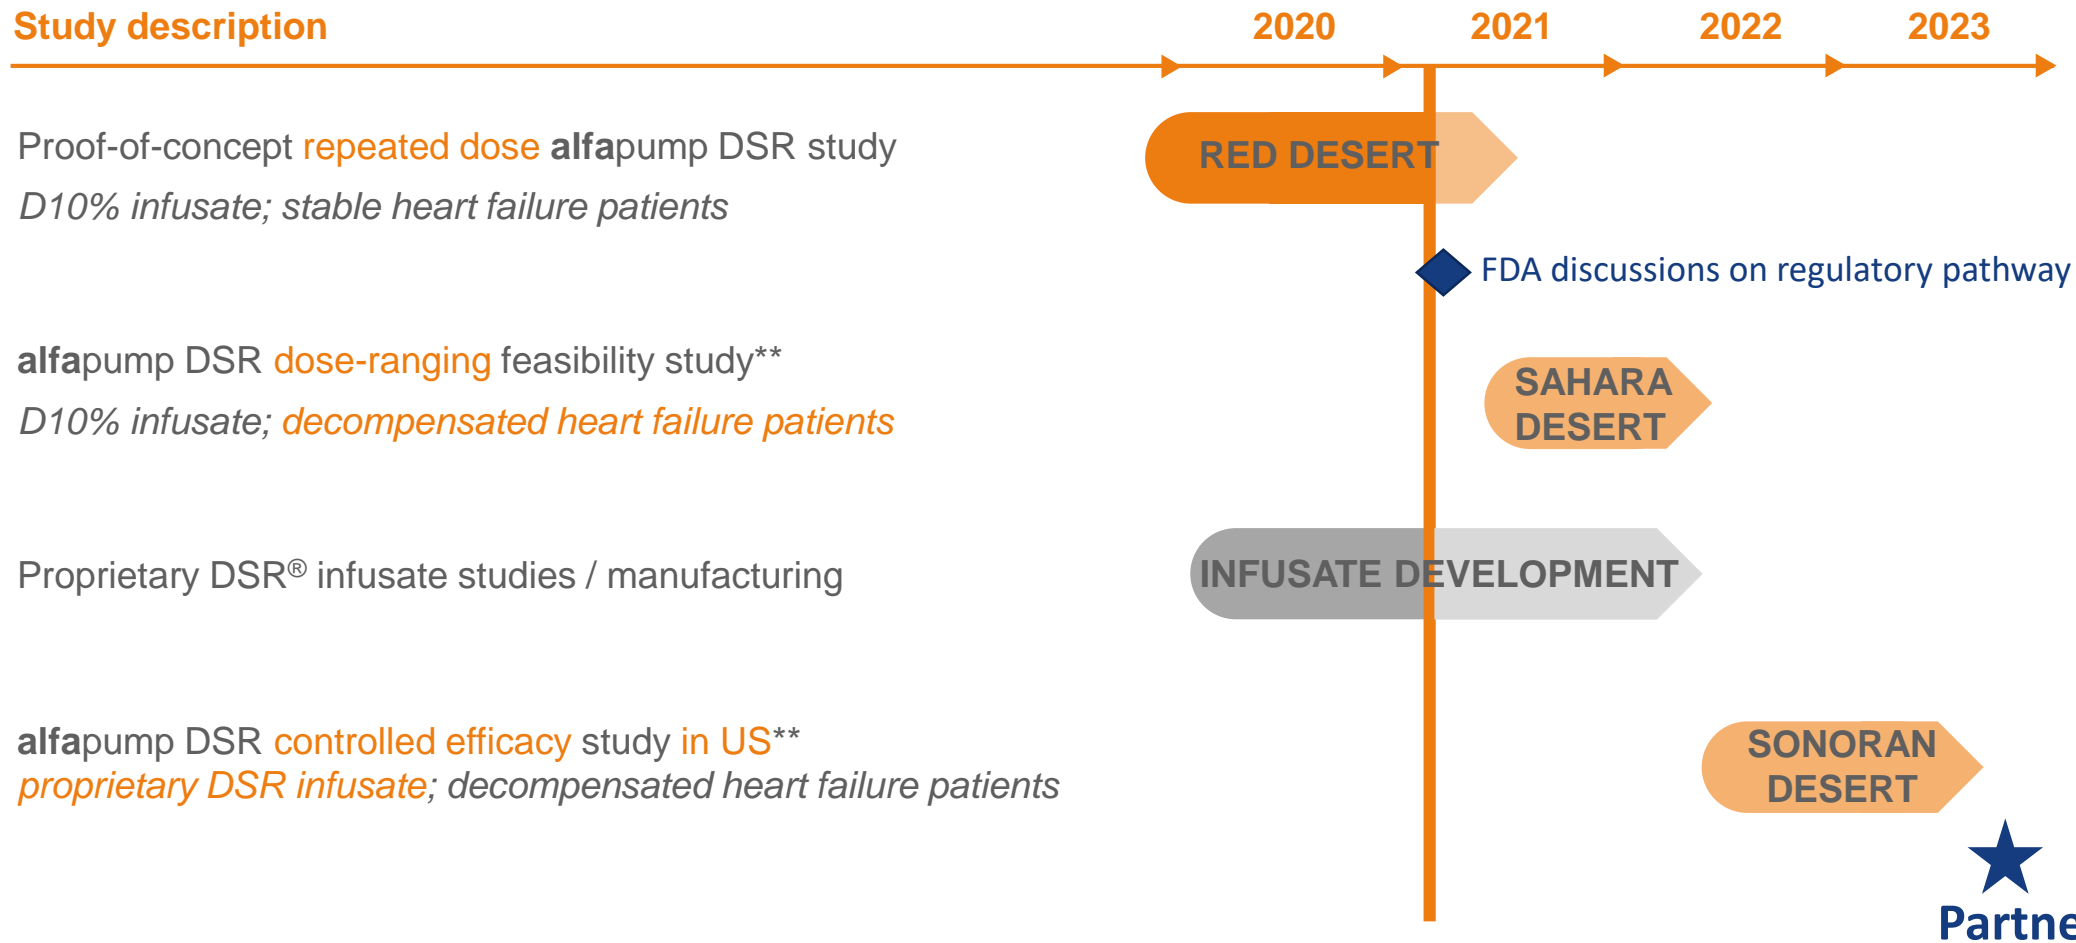 Study description 2020 2021 2022 2023
Proof-of-concept repeated dose alfapump DSR study
RED DESERT
D10% infusate; stable heart failure patients
FDA discussions on regulatory pathway
alfapump DSR dose-ranging feasibility study**
D10% infusate; decompensated heart failure patients
SAHARA
DESERT
Proprietary DSR® infusate studies / manufacturing
INFUSATE DEVELOPMENT
alfapump DSR controlled efficacy study in US**
proprietary DSR infusate; decompensated heart failure patients
SONORAN
DESERT